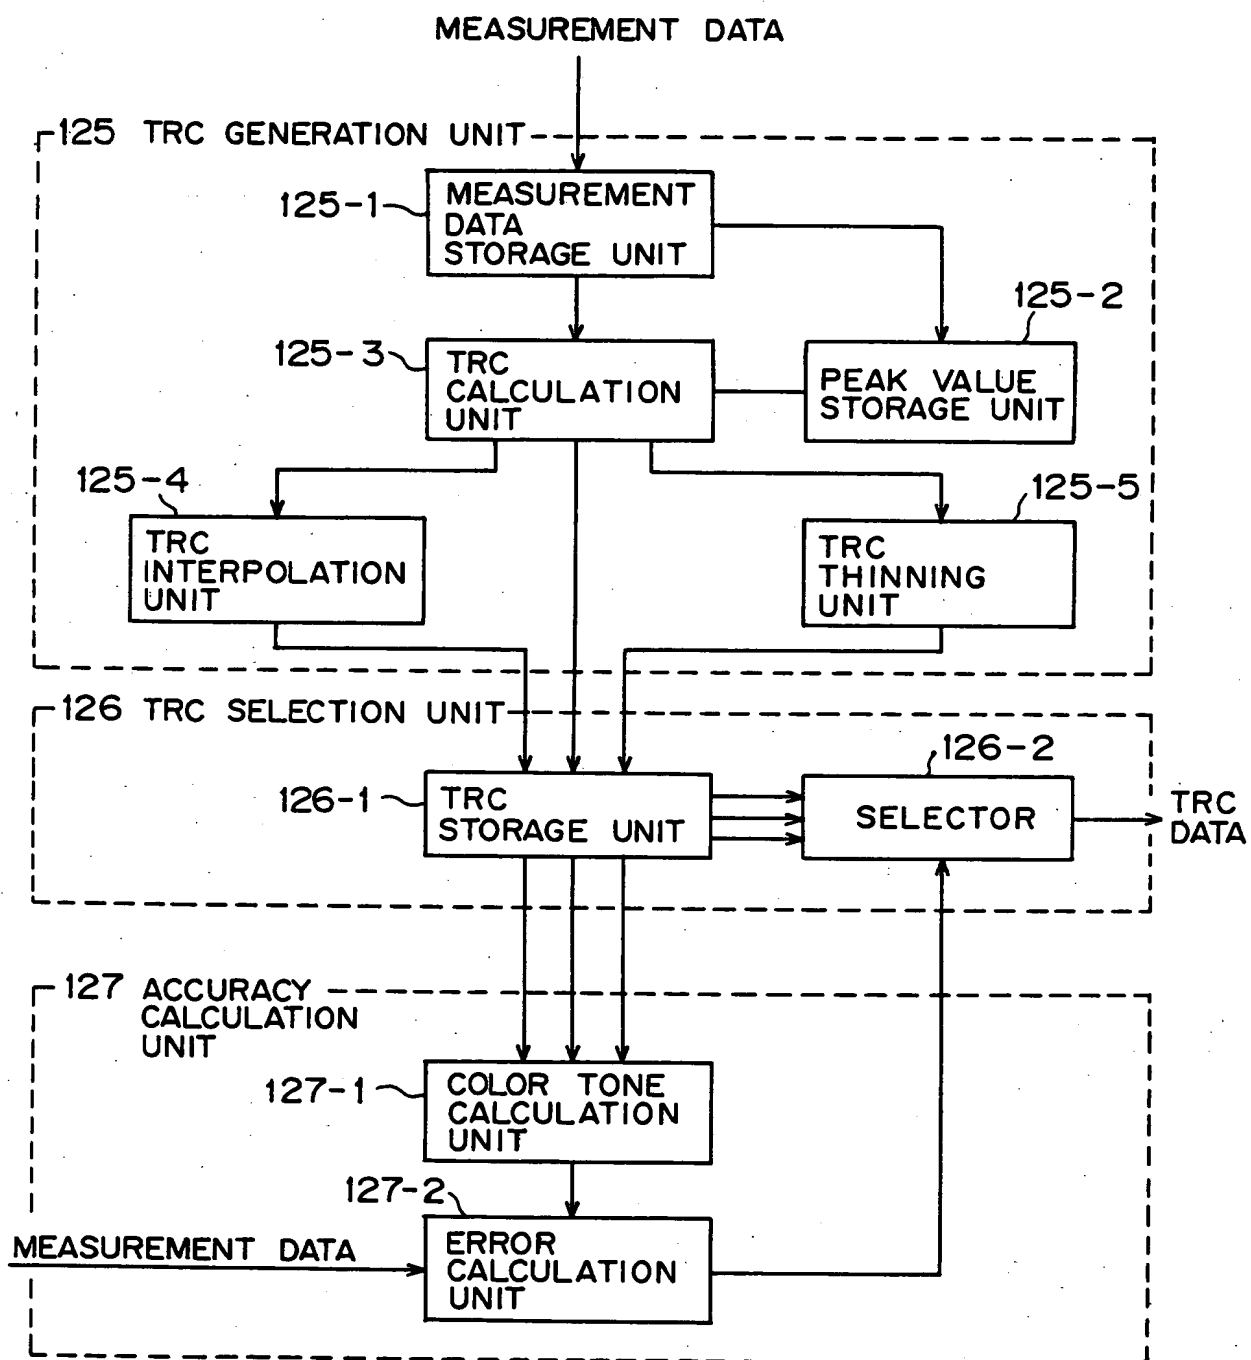 MEASUREMENT DATA
125 TRC GENERATION UNIT
125-1
MEASUREMENT
DATA
STORAGE UNIT
125-2
125-3
TRC
CALCULATION
UNIT
PEAK VALUE
STORAGE UNIT
125-4
125-5
TRC
INTERPOLATION
UNIT
TRC
THINNING
UNIT
126 TRC SELECTION UNIT
126-2
126-1
TRC
STORAGE UNIT
SELECTOR
TRC
DATA
127 ACCURACY
CALCULATION
UNIT
127-1
COLOR TONE
CALCULATION
UNIT
127-2
MEASUREMENT DATA
ERROR
CALCULATION
UNIT